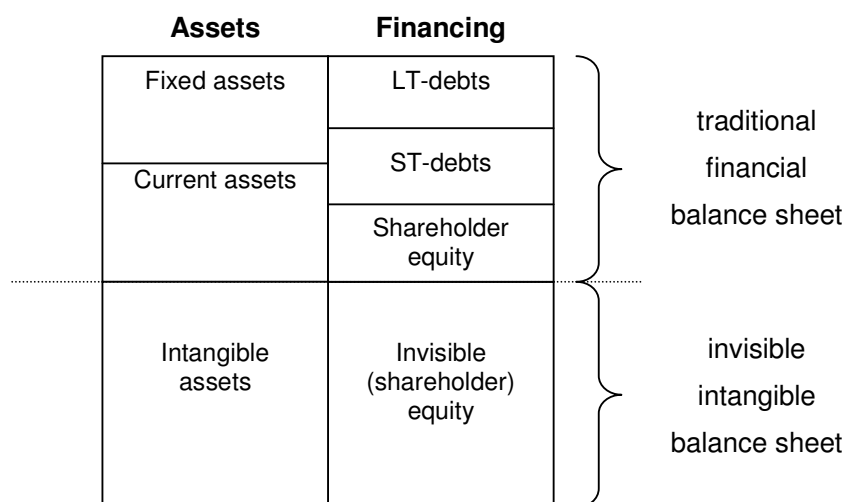 Assets
Financing
Fixed assets
LT-debts
ST-debts
Current assets
Shareholder
equity
traditional
financial
balance sheet
Intangible
assets
Invisible
(shareholder)
equity
invisible
intangible
balance sheet